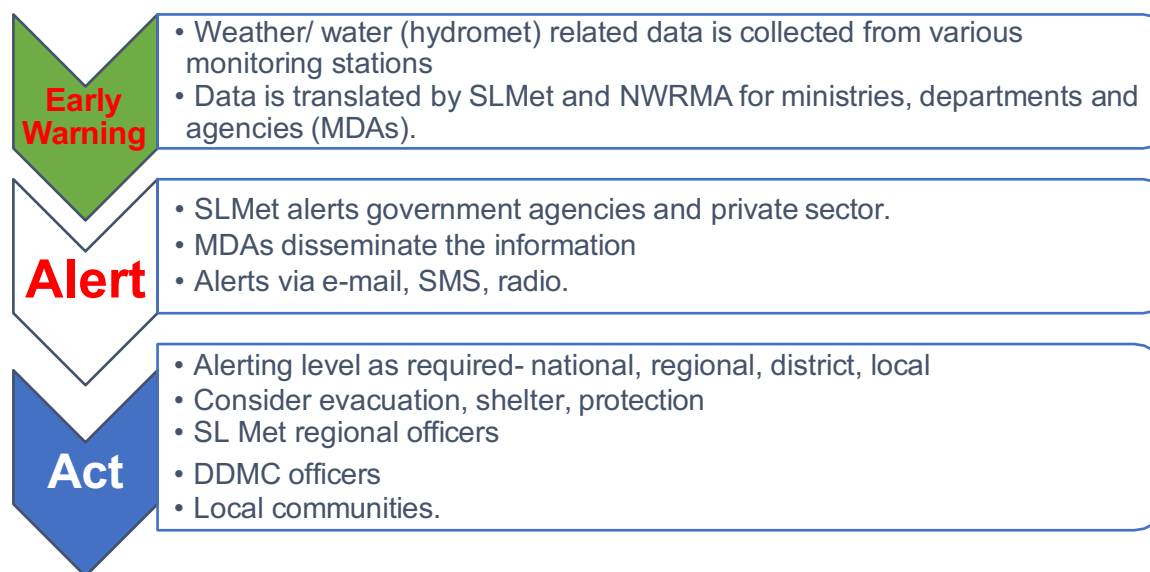 Early
Warning
• Weather/ water (hydromet) related data is collected from various
monitoring stations
• Data is translated by SLMet and NWRMA for ministries, departments and
agencies (MDAs).
Alert
• SLMet alerts government agencies and private sector.
• MDAs disseminate the information
• Alerts via e-mail, SMS, radio.
Act
• Alerting level as required- national, regional, district, local
• Consider evacuation, shelter, protection
• SL Met regional officers
• DDMC officers
• Local communities.